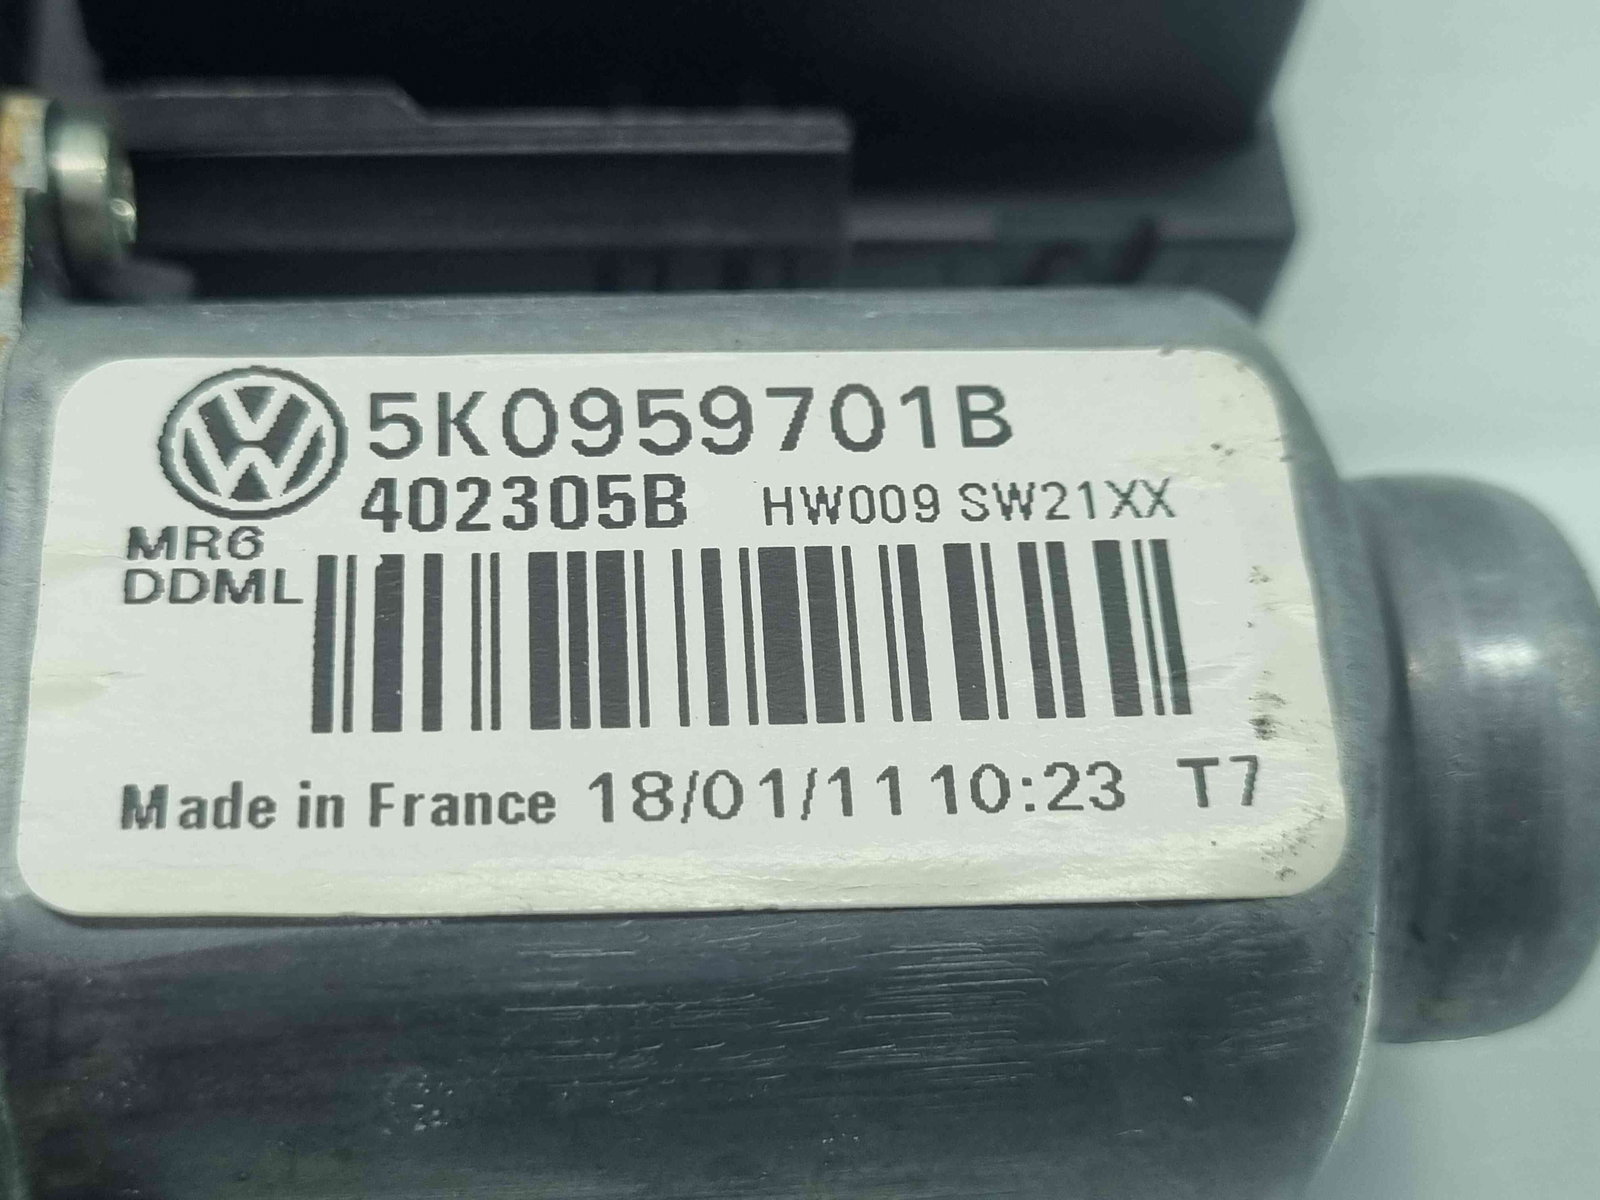 5K0959701B
402305B HW009 SW21XX
MR6
DDML
Made in France 18/01/11 10:23 T7